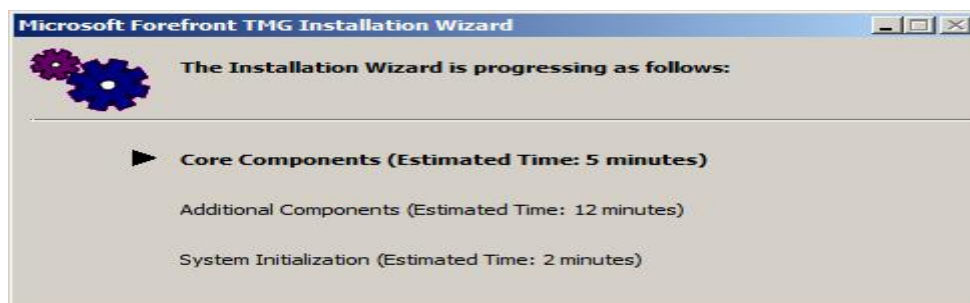 Microsoft Forefront TMG Installation Wizard
The Installation Wizard is progressing as follows:
Core Components (Estimated Time: 5 minutes)
Additional Components (Estimated Time: 12 minutes)
System Initialization (Estimated Time: 2 minutes)